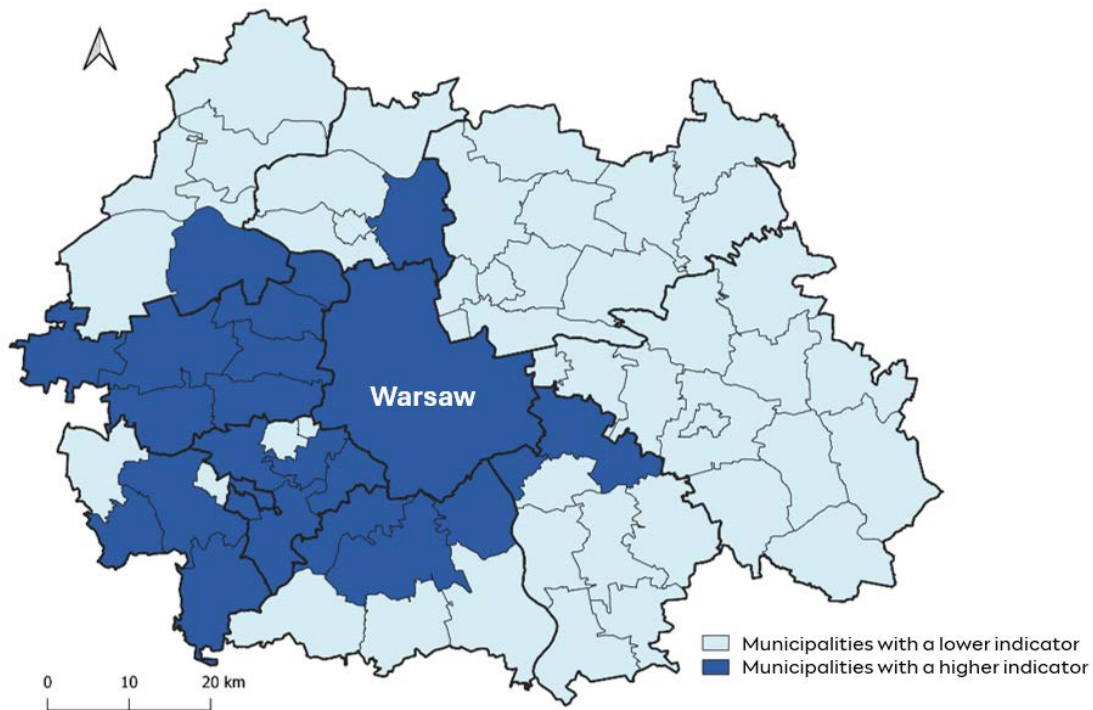 Warsaw
Municipalities with a lower indicator
Municipalities with a higher indicator
0 10 20 km